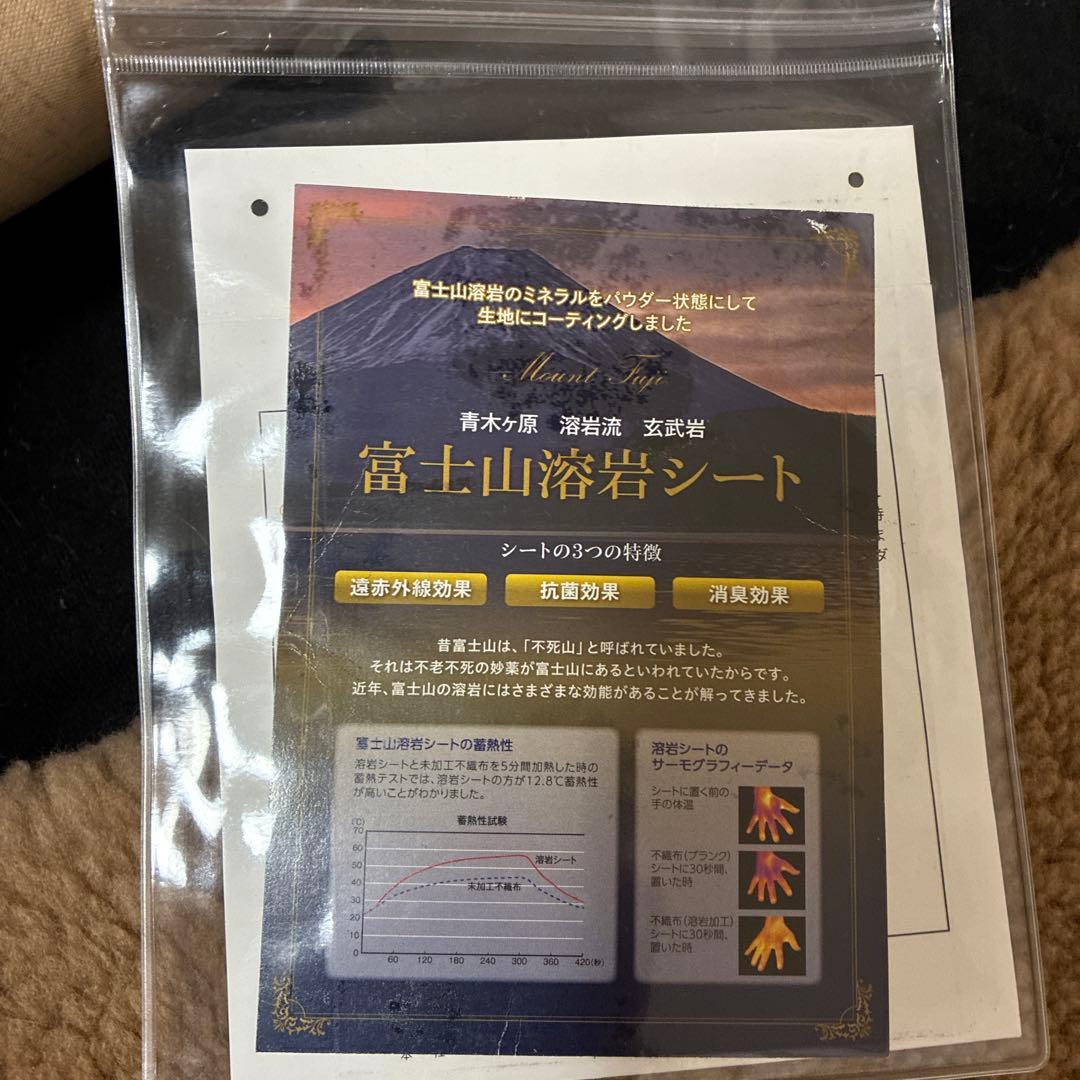 富士山溶岩のミネラルをパウダー状態にして
生地にコーティングしました
Mount Fuji
青木ヶ原 溶岩流 玄武岩
富士山溶岩シート
シートの3つの特徴
遠赤外線効果 抗菌効果 消臭効果
昔富士山は、「不死山」と呼ばれていました。
それは不老不死の妙薬が富士山にあるといわれていたからです。
近年、富士山の溶岩にはさまざまな効能があることが解ってきました。
富士山溶岩シートの蓄熱性
溶岩シートと未加工不織布を5分間加熱した時の
蓄熱テストでは、溶岩シートの方が12.8℃蓄熱性
が高いことがわかりました。
蓄熱性試験
(℃)
70
60
50
40
30
20
10
0
溶岩シート
未加工不織布
60 120 180 240 300 360 420(秒)
溶岩シートの
サーモグラフィーデータ
シートに置く前の
手の体温
不織布(ブランク)
シートに30秒間、
置いた時
不織布(溶岩加工)
シートに30秒間、
置いた時